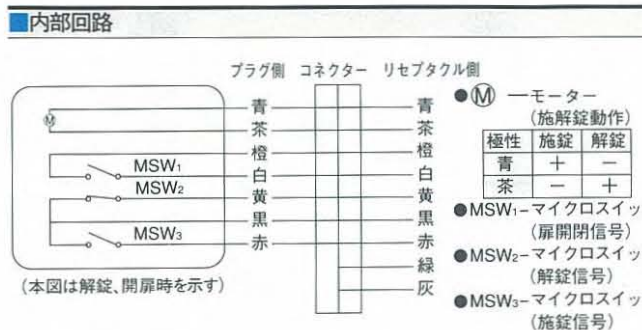 ■内部回路
プラグ側 コネクター リセプタクル側
M
青 青
茶 茶
橙 橙
MSW1 白 白
MSW2 黄 黄
黒 黒
MSW3 赤 赤
緑
灰
(本図は解錠、開扉時を示す)
●M ―モーター
(施解錠動作)
極性 施錠 解錠
青 + −
茶 − +
●MSW1−マイクロスイッ
(扉開閉信号)
●MSW2−マイクロスイッ
(解錠信号)
●MSW3−マイクロスイッ
(施錠信号)